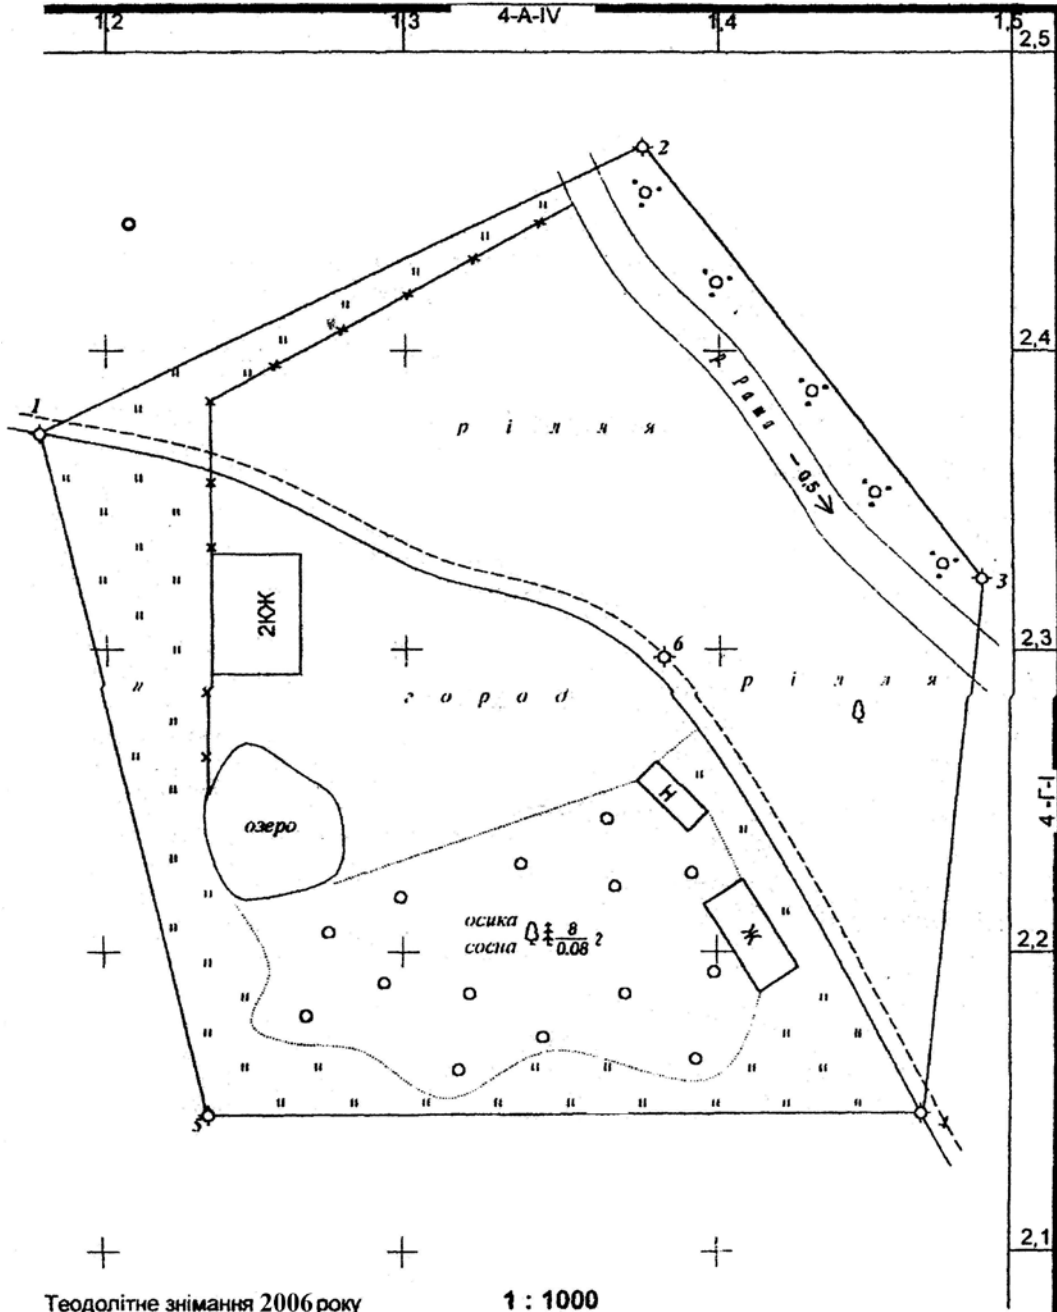 4-А-IV
1,2 1,3 1,4 1,5
2,5
2
2,4
1
р і л л я
р Рата – 0,5
3
2,3
2КЖ
6
р і л л я
г о р о д
Н
4-Г-І
озеро
осика
сосна
8
0.08
2
Ж
2,2
5
2,1
Теодолітне знімання 2006 року 1 : 1000